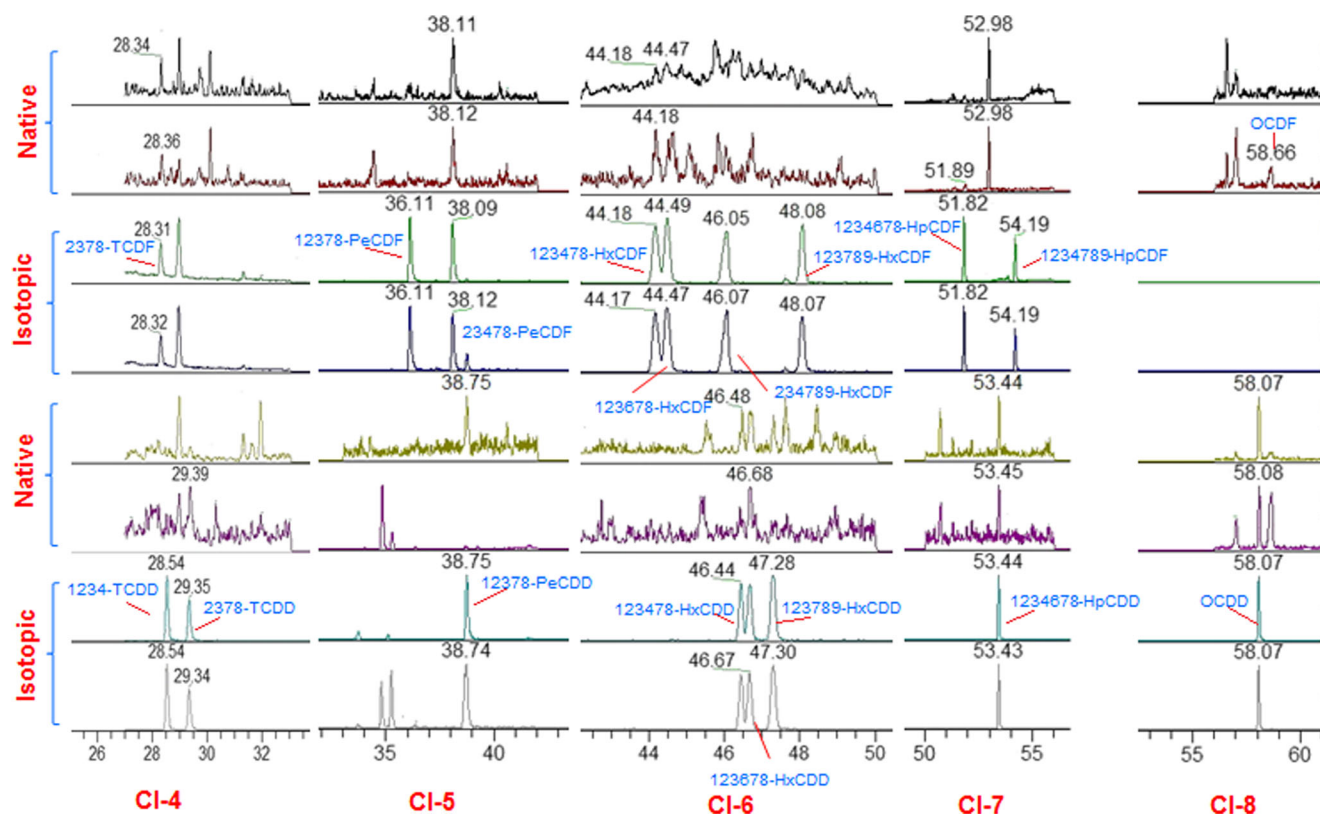 38.11
52.98
28.34
44.18 44.47
Native
38.12
44.18
52.98
OCDF
28.36
51.89
58.66
36.11 38.09
44.18 44.49 46.05 48.08
51.82
1234678-HpCDF
54.19
28.31
2378-TCDF
12378-PeCDF
123478-HxCDF
123789-HxCDF
1234789-HpCDF
Isotopic
36.11 38.12
44.17 44.47 46.07 48.07
51.82
54.19
28.32
23478-PeCDF
38.75
123678-HxCDF
234789-HxCDF
46.48
53.44
58.07
Native
29.39
46.68
53.45
58.08
28.54
38.75
46.44
47.28
53.44
58.07
1234-TCDD
29.35
2378-TCDD
12378-PeCDD
123478-HxCDD
123789-HxCDD
1234678-HpCDD
OCDD
Isotopic
28.54
29.34
38.74
46.67
47.30
53.43
58.07
26 28 30 32
35 40
44 46 48 50
50 55
55 60
123678-HxCDD
CI-4
CI-5
CI-6
CI-7
CI-8